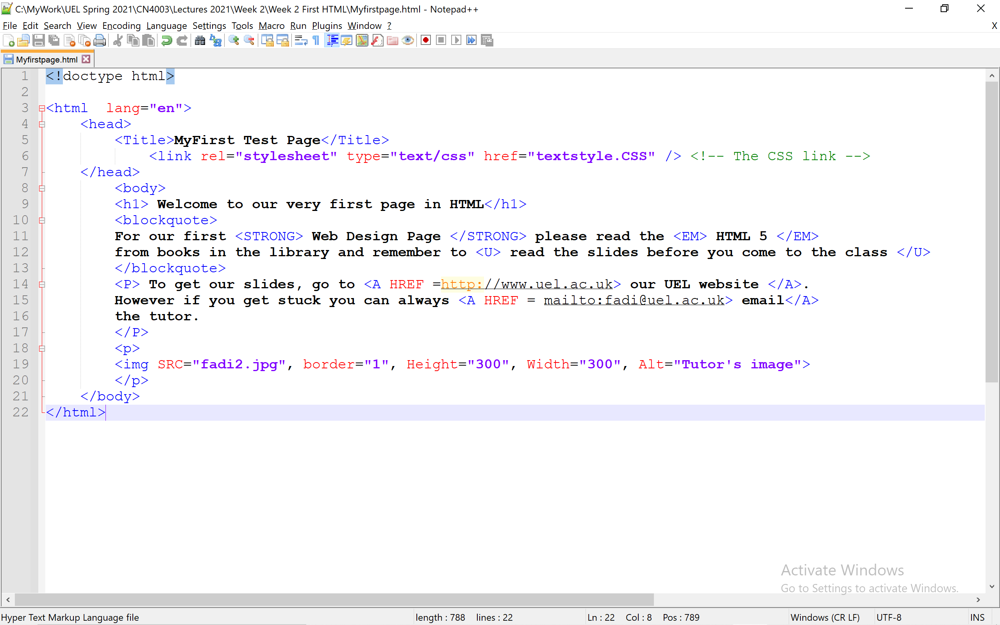 C:\MyWork\UEL Spring 2021\CN4003\Lectures 2021\Week 2\Week 2 First HTML\Myfirstpage.html - Notepad++
File Edit Search View Encoding Language Settings Tools Macro Run Plugins Window ? X
Myfirstpage.html
1 <!doctype html>
2
3 <html  lang="en">
4 <head>
5 <Title>MyFirst Test Page</Title>
6 <link rel="stylesheet" type="text/css" href="textstyle.CSS" /> <!-- The CSS link -->
7 </head>
8 <body>
9 <h1> Welcome to our very first page in HTML</h1>
10 <blockquote>
11 For our first <STRONG> Web Design Page </STRONG> please read the <EM> HTML 5 </EM>
12 from books in the library and remember to <U> read the slides before you come to the class </U>
13 </blockquote>
14 <P> To get our slides, go to <A HREF =http://www.uel.ac.uk> our UEL website </A>.
15 However if you get stuck you can always <A HREF = mailto:fadi@uel.ac.uk> email</A>
16 the tutor.
17 </P>
18 <p>
19 <img SRC="fadi2.jpg", border="1", Height="300", Width="300", Alt="Tutor's image">
20 </p>
21 </body>
22 </html>
Activate Windows
Go to Settings to activate Windows.
Hyper Text Markup Language file length : 788 lines : 22 Ln : 22 Col : 8 Pos : 789 Windows (CR LF) UTF-8 INS